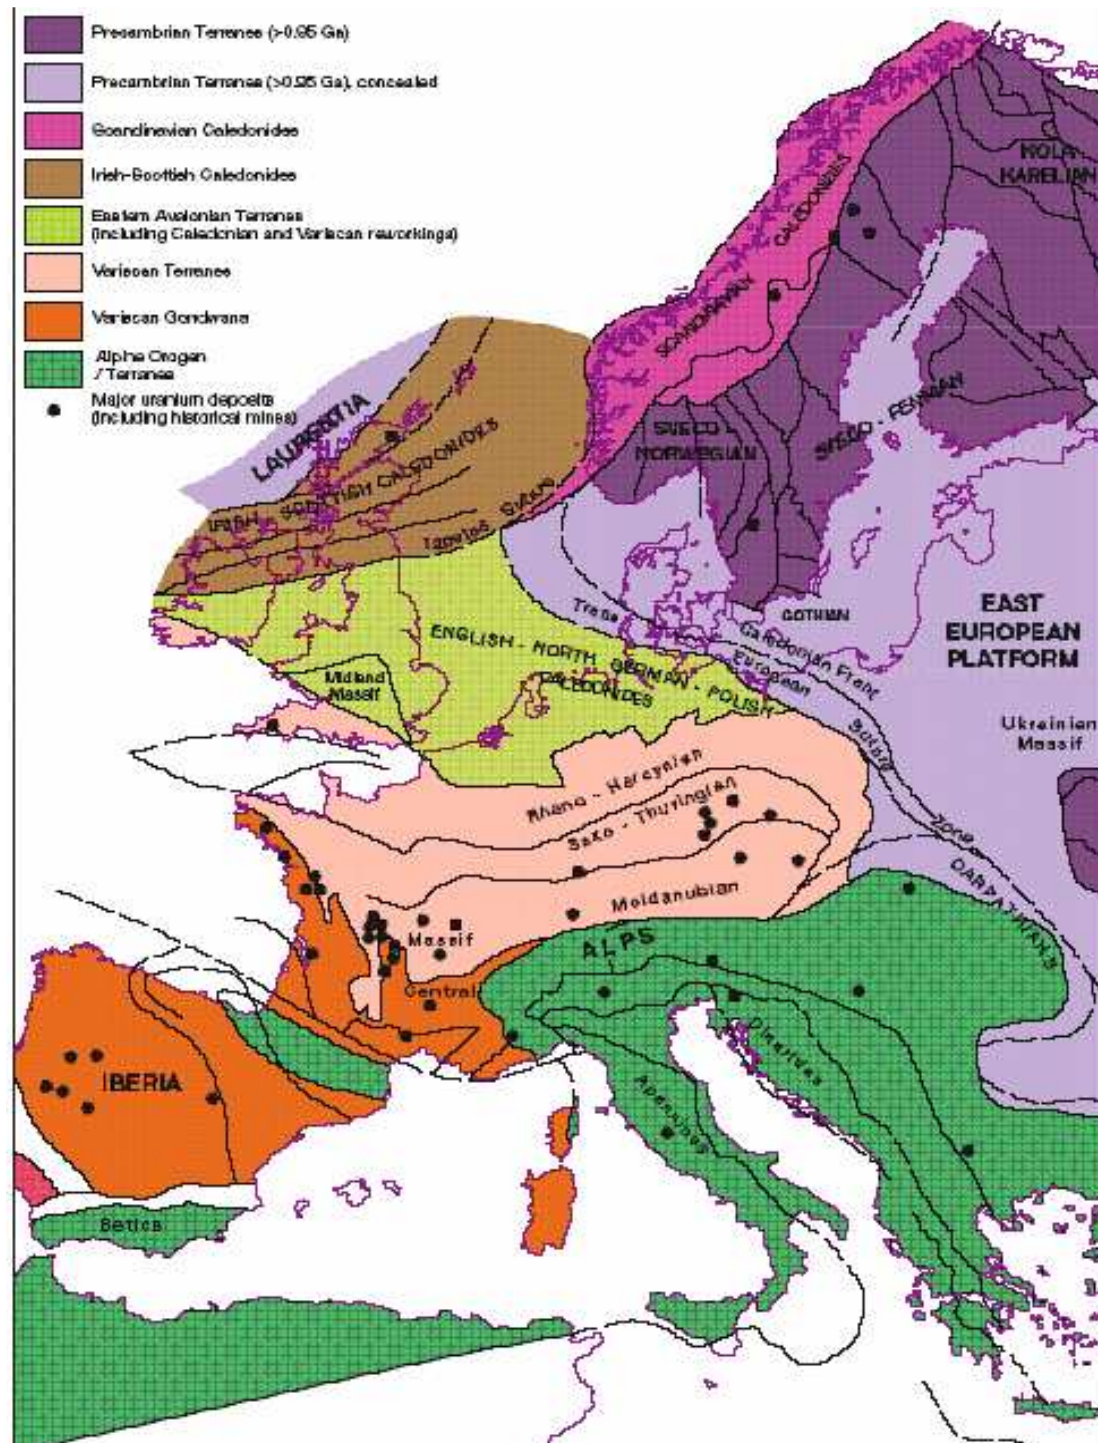 Precambrian Terranes (>0.95 Ga)
Precambrian Terranes (>0.95 Ga), concealed
Scandinavian Caledonides
Irish-Scottish Caledonides
Eastern Avalonian Terranes
(including Caledonian and Variscan reworkings)
Variscan Terranes
Variscan Gondwana
Alpine Orogen
/ Terranes
Major uranium deposits
(including historical mines)
KOLA
KARELIAN
SCANDINAVIAN CALEDONIDES
SVECO - FENNIAN
SVECO -
NORWEGIAN
LAURENTIA
IRISH - SCOTTISH CALEDONIDES
Iapetus Suture
GOTHIAN
EAST
EUROPEAN
PLATFORM
Trans European Suture Zone
Caledonian Front
ENGLISH - NORTH GERMAN - POLISH
CALEDONIDES
Midland
Massif
Ukrainian
Massif
Rheno - Hercynian
Saxo - Thuringian
Moldanubian
Massif
Central
ALPS
CARPATHIANS
Dinarides
Apennines
IBERIA
Betics